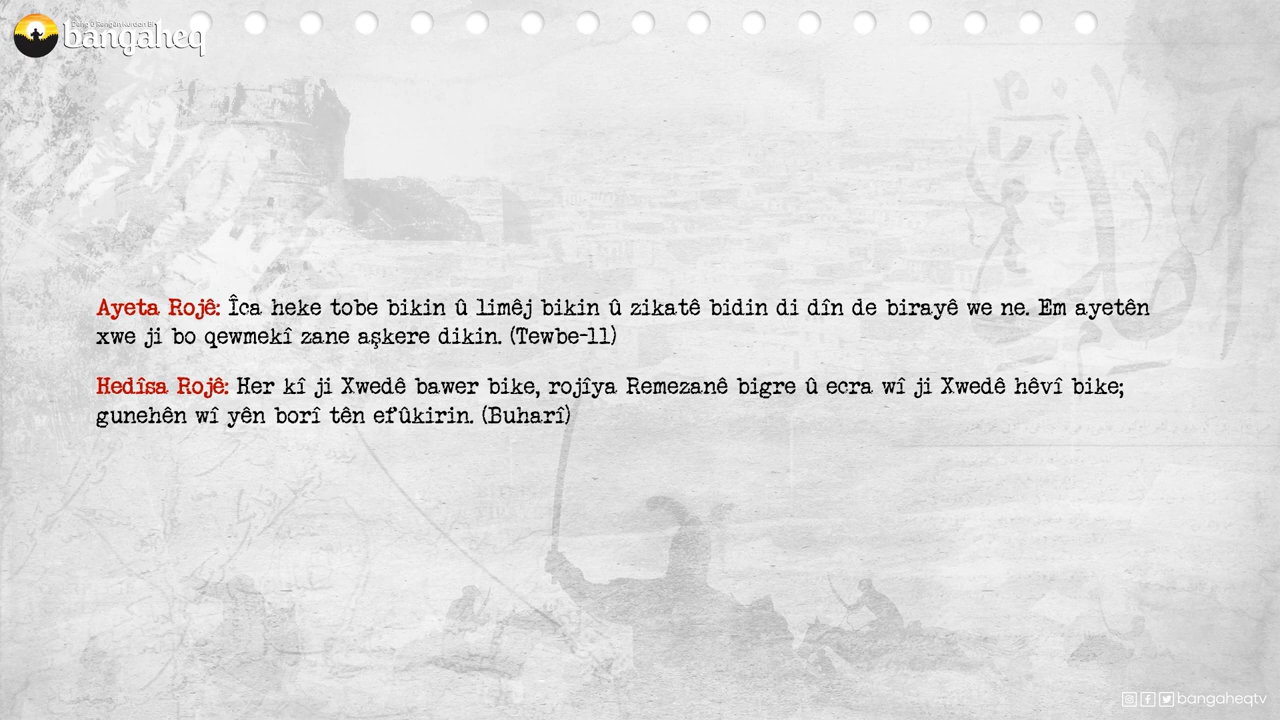 bangaheq
Ayeta Rojê: Îca heke tobe bikin û limêj bikin û zikatê bidin di dîn de birayê we ne. Em ayetên
xwe ji bo qewmekî zane aşkere dikin. (Tewbe-11)
Hedîsa Rojê: Her kî ji Xwedê bawer bike, rojîya Remezanê bigre û ecra wî ji Xwedê hêvî bike;
gunehên wî yên borî tên efûkirin. (Buharî)
bangaheqtv